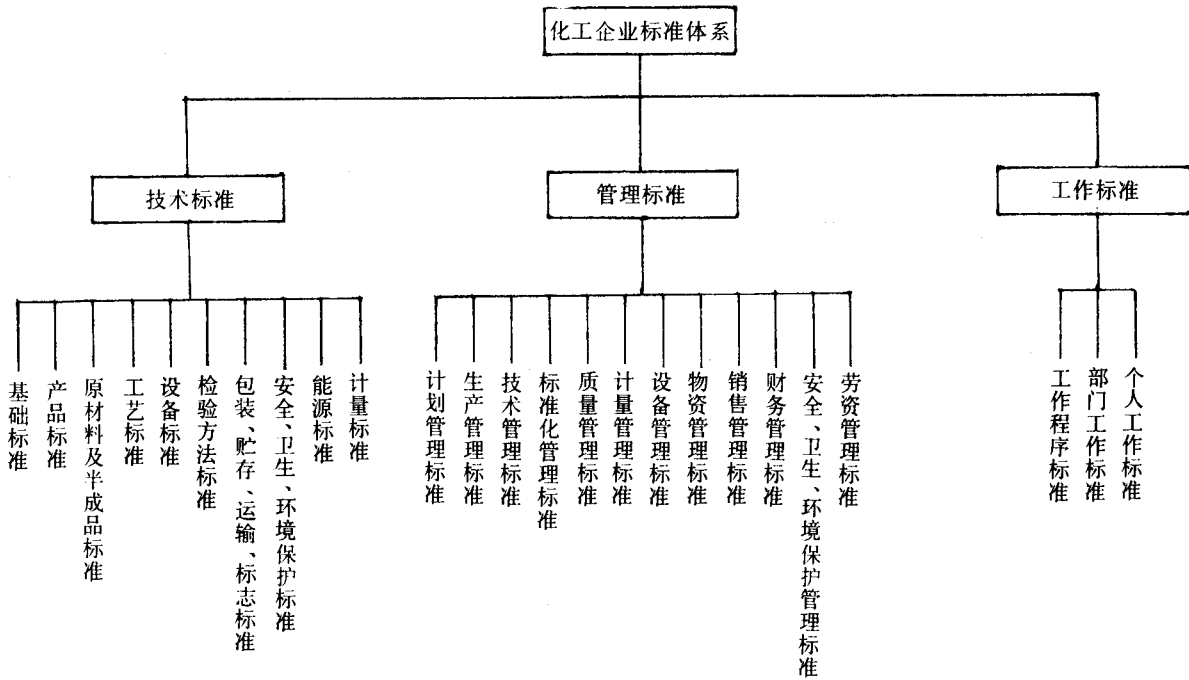 化工企业标准体系
技术标准
管理标准
工作标准
基础标准
产品标准
原材料及半成品标准
工艺标准
设备标准
检验方法标准
包装、贮存、运输、标志标准
安全、卫生、环境保护标准
能源标准
计量标准
计划管理标准
生产管理标准
技术管理标准
标准化管理标准
质量管理标准
计量管理标准
设备管理标准
物资管理标准
销售管理标准
财务管理标准
安全、卫生、环境保护管理标准
劳资管理标准
工作程序标准
部门工作标准
个人工作标准